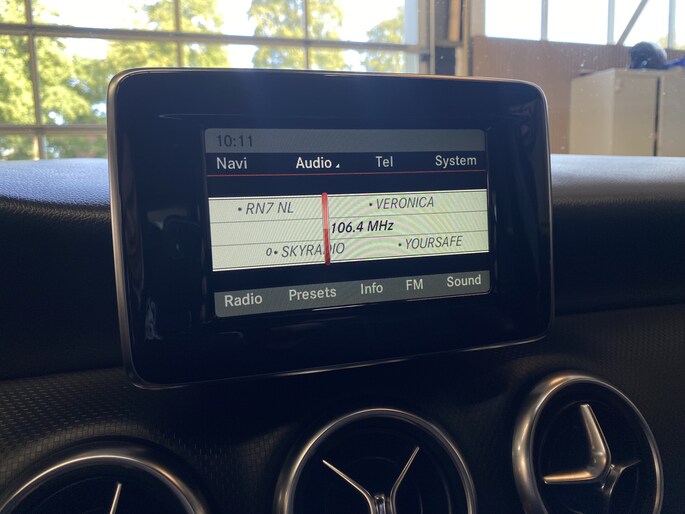 10:11
Navi Audio Tel System
• RN7 NL • VERONICA
106.4 MHz
0 • SKYRADIO • YOURSAFE
Radio Presets Info FM Sound